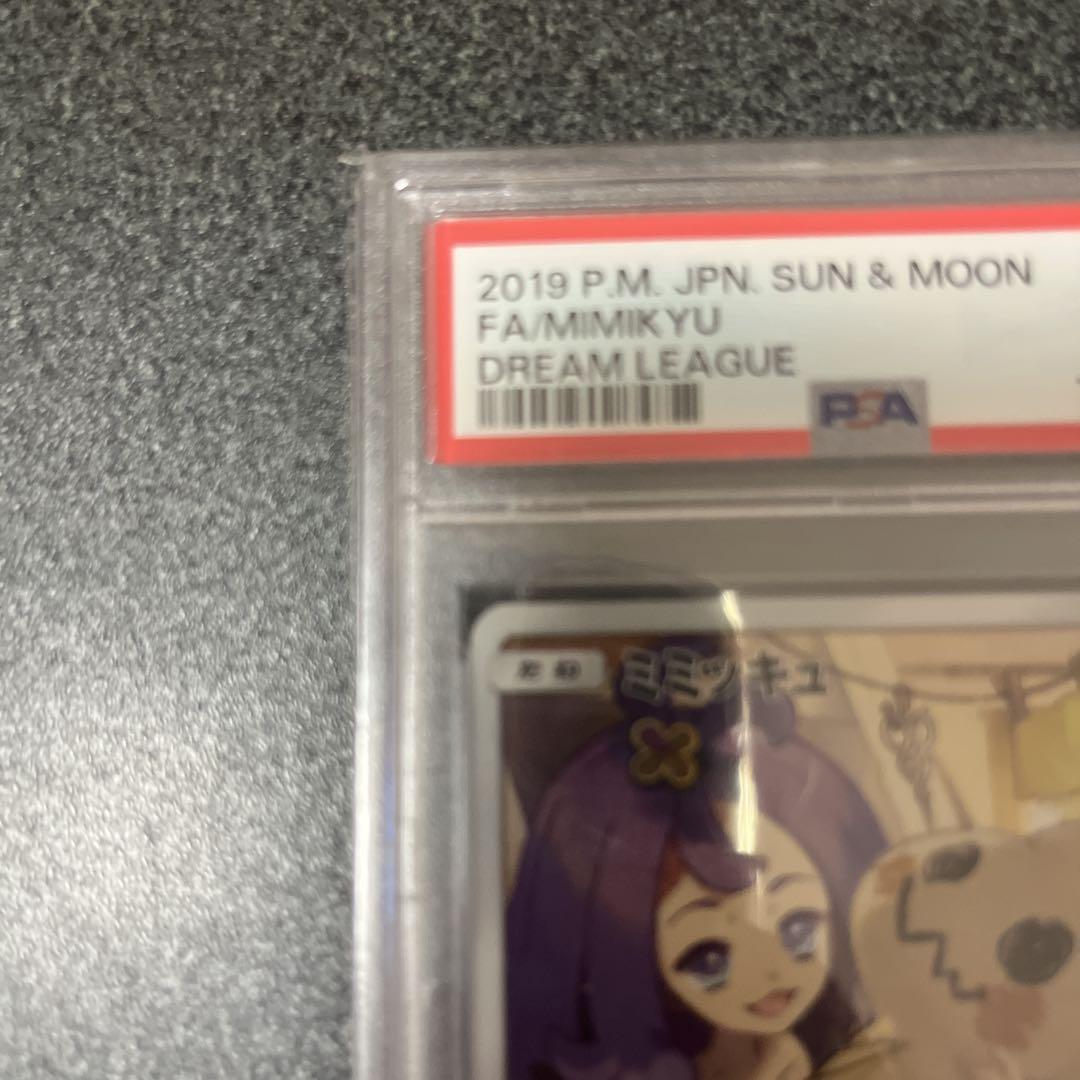 2019 P.M. JPN. SUN & MOON
FA/MIMIKYU
DREAM LEAGUE
PSA
ミミッキュ